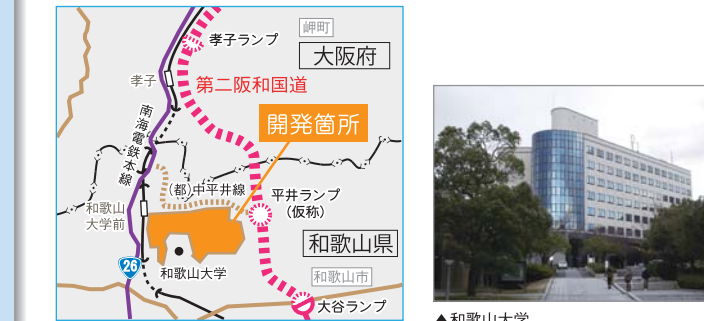 孝子ランプ
岬町
大阪府
孝子
第二阪和国道
南海電鉄本線
開発箇所
(都)中平井線
平井ランプ
(仮称)
和歌山
大学前
和歌山県
26
和歌山大学
和歌山市
大谷ランプ
▲和歌山大学